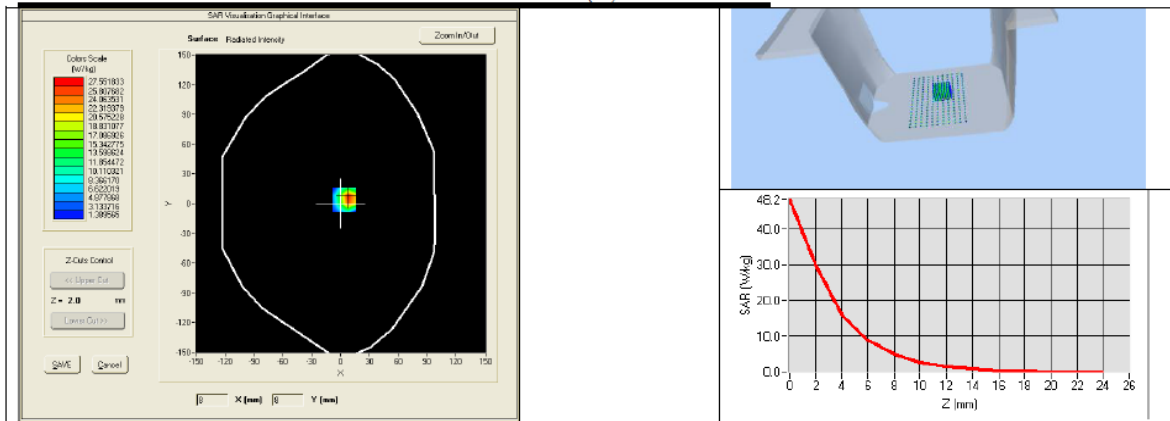 SAR Visualisation Graphical Interface
Surface Radiated Intensity
Zoom In/Out
Colors Scale
(W/kg)
27.551833
25.807682
24.063531
22.319379
20.575228
18.831077
17.086926
15.342775
13.598624
11.854472
10.110321
8.366170
6.622019
4.877868
3.133716
1.389565
Z-Cuts Control
<< Upper Cut
Z = 2.0 mm
Lower Cut >>
SAVE Cancel
150
120
90
60
30
0
-30
-60
-90
-120
-150
Y
-150 -120 -90 -60 -30 0 30 60 90 120 150
X
8 X (mm) 8 Y (mm)
48.2
40.0
30.0
20.0
10.0
0.0
SAR (W/kg)
0 2 4 6 8 10 12 14 16 18 20 22 24 26
Z (mm)